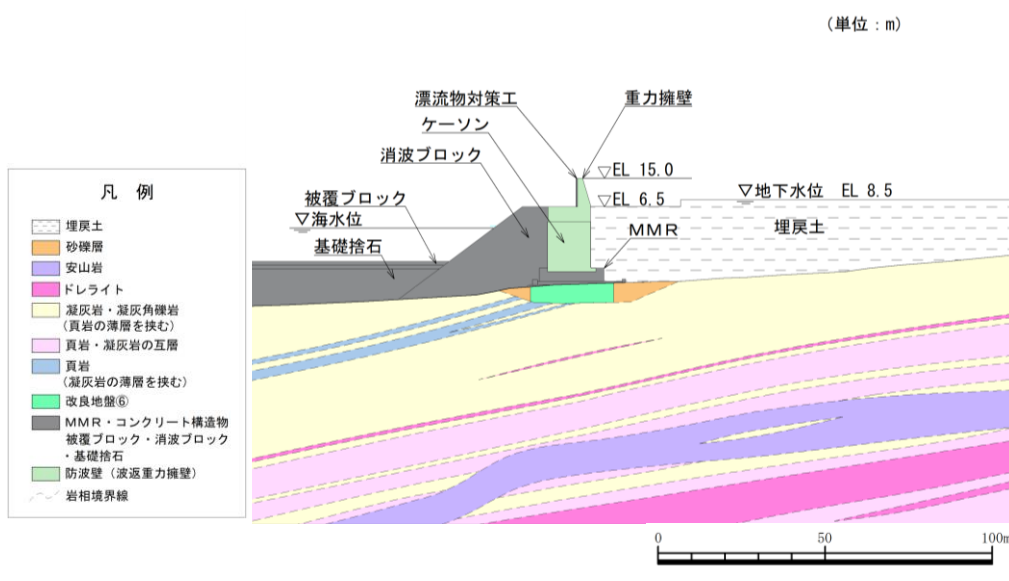 (単位:m)
漂流物対策工
重力擁壁
ケーソン
消波ブロック
▽EL 15.0
被覆ブロック
▽EL 6.5
▽地下水位 EL 8.5
▽海水位
MMR
埋戻土
基礎捨石
凡 例
埋戻土
砂礫層
安山岩
ドレライト
凝灰岩・凝灰角礫岩
(頁岩の薄層を挟む)
頁岩・凝灰岩の互層
頁岩
(凝灰岩の薄層を挟む)
改良地盤⑥
MMR・コンクリート構造物
被覆ブロック・消波ブロック
・基礎捨石
防波壁(波返重力擁壁)
岩相境界線
0 50 100m